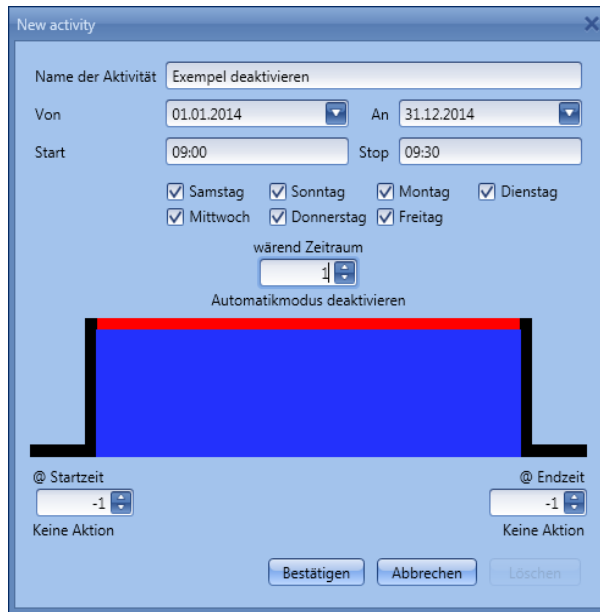 New activity
Name der Aktivität Exempel deaktivieren
Von 01.01.2014 An 31.12.2014
Start 09:00 Stop 09:30
Samstag Sonntag Montag Dienstag
Mittwoch Donnerstag Freitag
wärend Zeitraum
1
Automatikmodus deaktivieren
@ Startzeit @ Endzeit
-1 -1
Keine Aktion Keine Aktion
Bestätigen Abbrechen Löschen